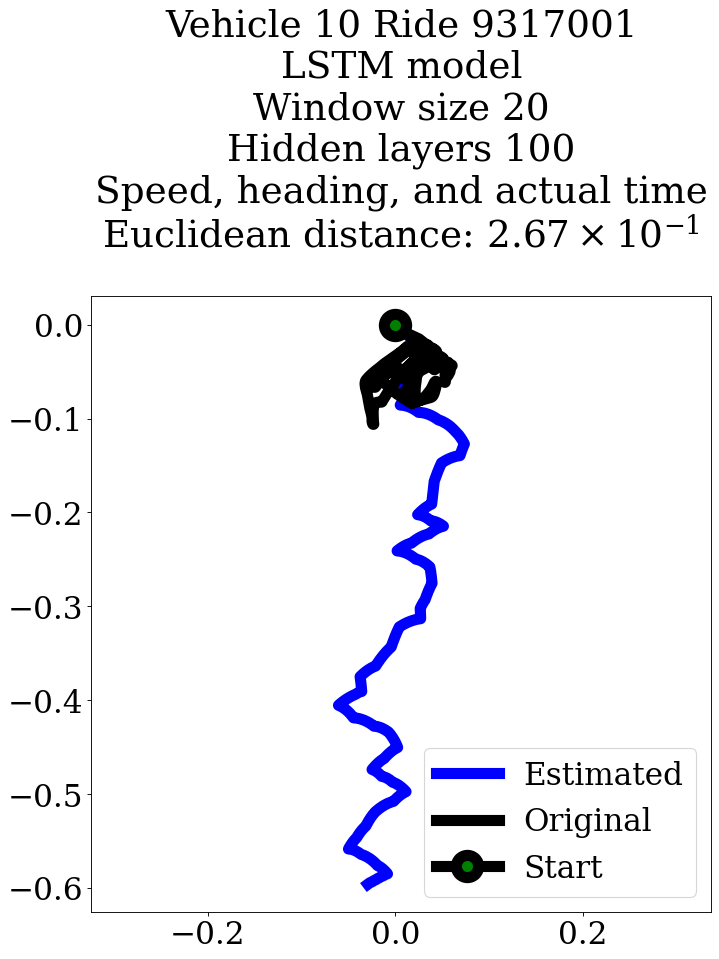 Vehicle 10 Ride 9317001
LSTM model
Window size 20
Hidden layers 100
Speed, heading, and actual time
Euclidean distance: 2.67 × 10⁻¹
0.0
−0.1
−0.2
−0.3
−0.4
−0.5
−0.6
Estimated
Original
Start
−0.2
0.0
0.2